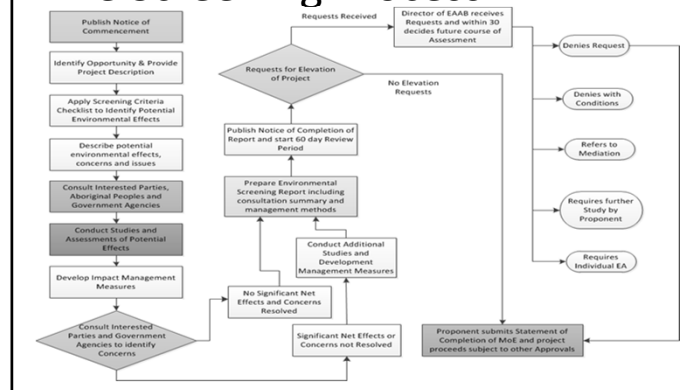 Publish Notice of
Commencement
Identify Opportunity & Provide
Project Description
Apply Screening Criteria
Checklist to Identify Potential
Environmental Effects
Describe potential
environmental effects,
concerns and issues
Consult Interested Parties,
Aboriginal Peoples and
Government Agencies
Conduct Studies and
Assessments of Potential
Effects
Develop Impact Management
Measures
Consult Interested
Parties and Government
Agencies to identify
Concerns
No Significant Net
Effects and Concerns
Resolved
Significant Net Effects or
Concerns not Resolved
Conduct Additional
Studies and
Development
Management Measures
Prepare Environmental
Screening Report including
consultation summary and
management methods
Publish Notice of Completion of
Report and start 60 day Review
Period
Requests for Elevation
of Project
Requests Received
No Elevation
Requests
Director of EAAB receives
Requests and within 30
decides future course of
Assessment
Denies Request
Denies with
Conditions
Refers to
Mediation
Requires further
Study by
Proponent
Requires
Individual EA
Proponent submits Statement of
Completion of MoE and project
proceeds subject to other Approvals